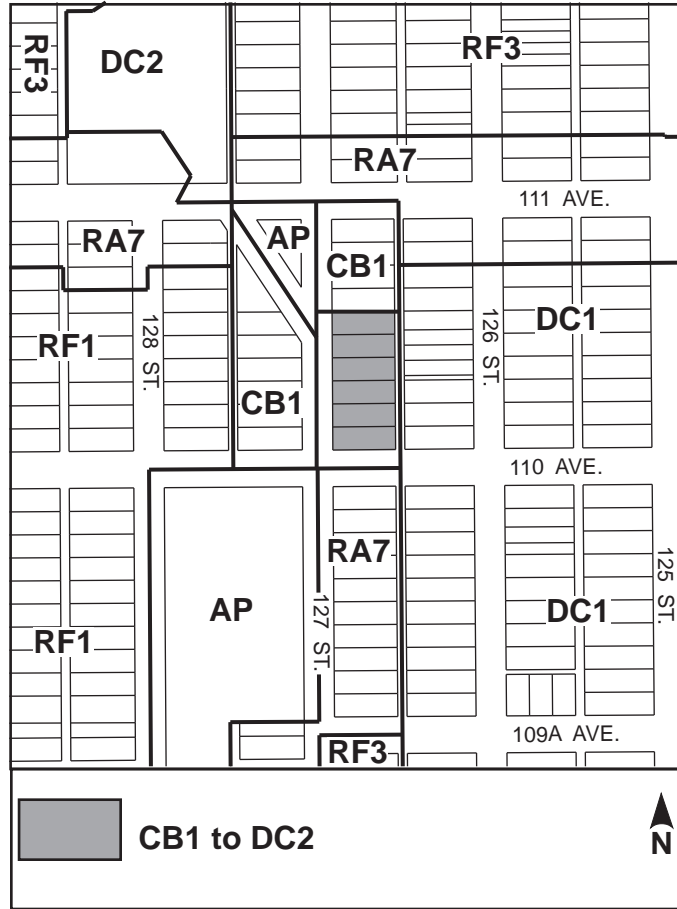 RF3
DC2
RF3
RA7
111 AVE.
RA7
AP
CB1
RF1
128 ST.
CB1
126 ST.
DC1
110 AVE.
RA7
RF1
AP
127 ST.
DC1
125 ST.
109A AVE.
RF3
CB1 to DC2
N